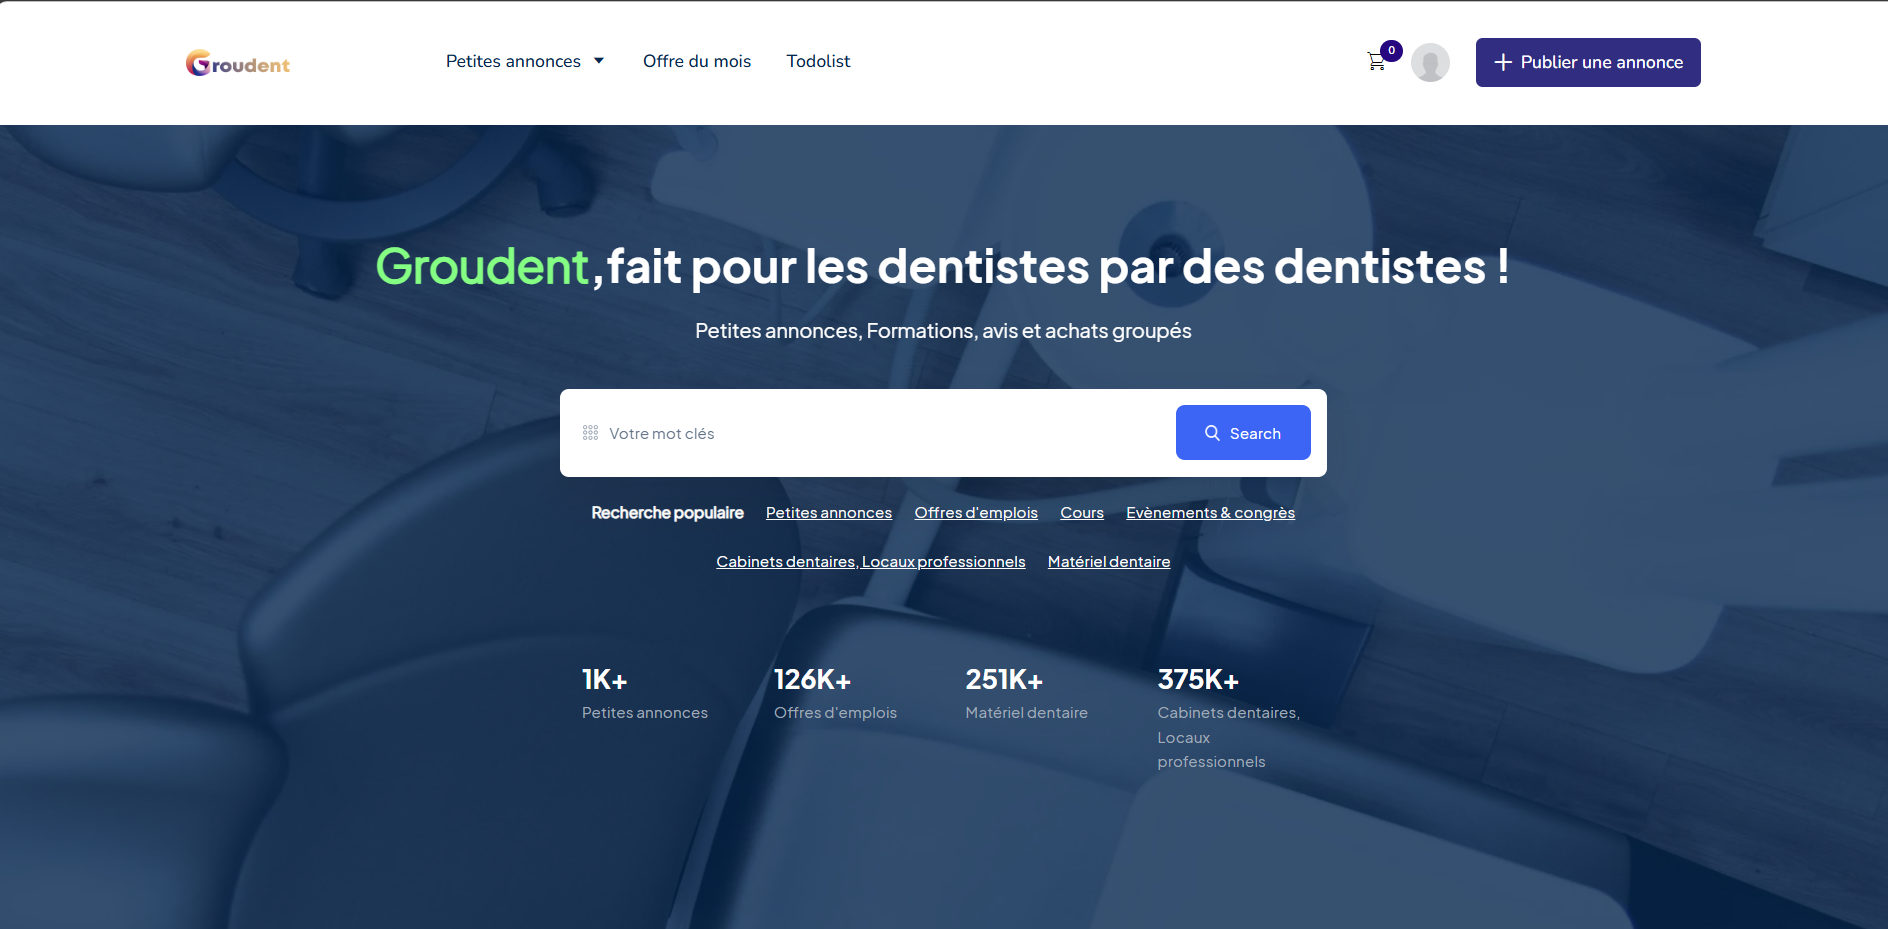 Groudent
Petites annonces
Offre du mois
Todolist
0
Publier une annonce
Groudent,fait pour les dentistes par des dentistes !
Petites annonces, Formations, avis et achats groupés
Votre mot clés
Search
Recherche populaire Petites annonces Offres d'emplois Cours Evènements & congrès
Cabinets dentaires, Locaux professionnels Matériel dentaire
1K+
Petites annonces
126K+
Offres d'emplois
251K+
Matériel dentaire
375K+
Cabinets dentaires,
Locaux
professionnels